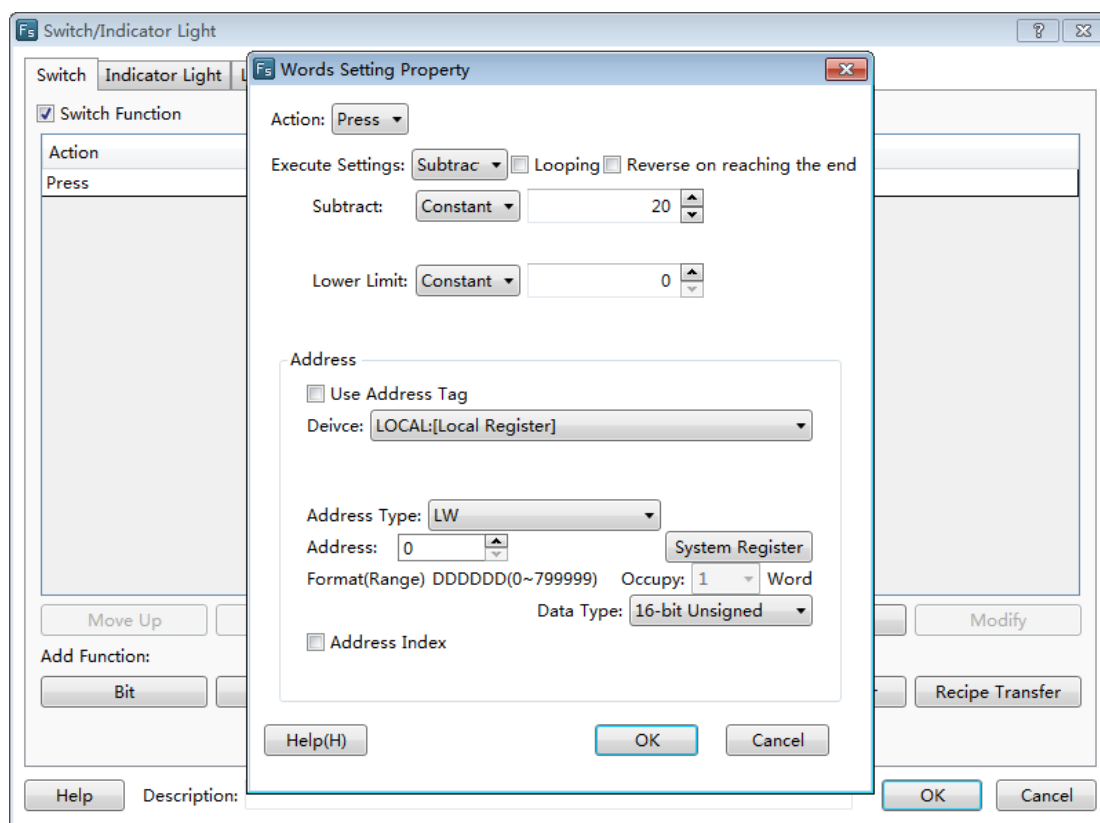 Fs Switch/Indicator Light
Switch Indicator Light
Switch Function
Action
Press
Fs Words Setting Property
Action: Press
Execute Settings: Subtrac Looping Reverse on reaching the end
Subtract: Constant 20
Lower Limit: Constant 0
Address
Use Address Tag
Deivce: LOCAL:[Local Register]
Address Type: LW
Address: 0 System Register
Format(Range) DDDDDD(0~799999) Occupy: 1 Word
Data Type: 16-bit Unsigned
Address Index
Move Up Modify
Add Function:
Bit Recipe Transfer
Help(H) OK Cancel
Help Description: OK Cancel